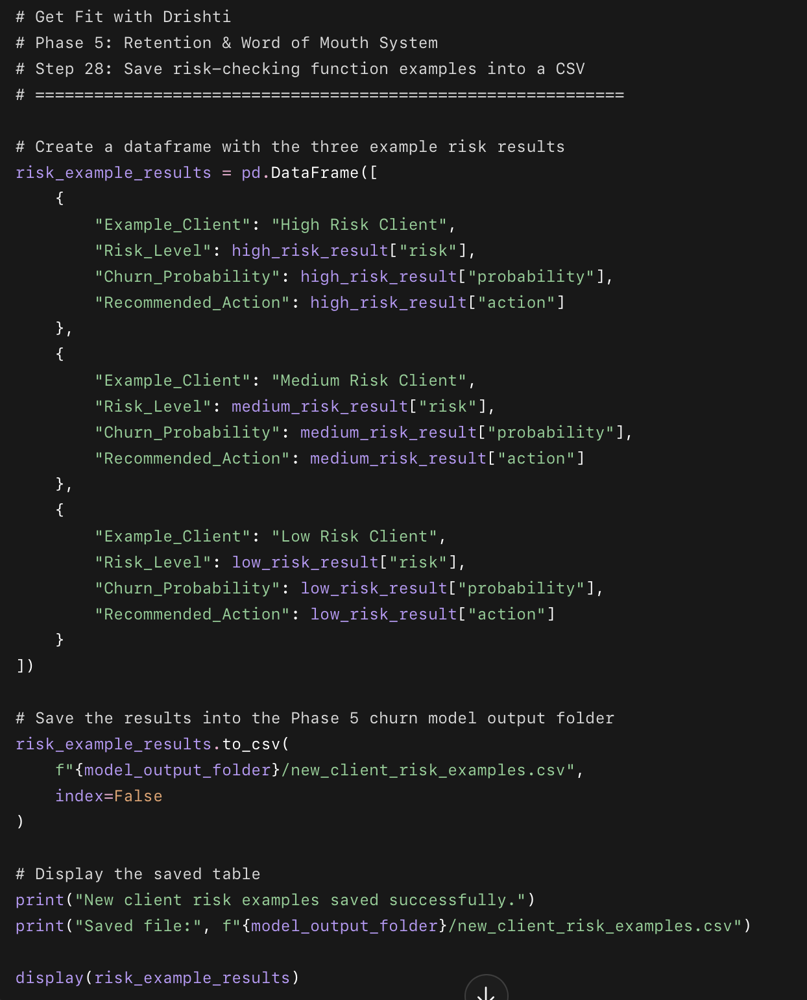 # Get Fit with Drishti
# Phase 5: Retention & Word of Mouth System
# Step 28: Save risk-checking function examples into a CSV
# ============================================================

# Create a dataframe with the three example risk results
risk_example_results = pd.DataFrame([
    {
        "Example_Client": "High Risk Client",
        "Risk_Level": high_risk_result["risk"],
        "Churn_Probability": high_risk_result["probability"],
        "Recommended_Action": high_risk_result["action"]
    },
    {
        "Example_Client": "Medium Risk Client",
        "Risk_Level": medium_risk_result["risk"],
        "Churn_Probability": medium_risk_result["probability"],
        "Recommended_Action": medium_risk_result["action"]
    },
    {
        "Example_Client": "Low Risk Client",
        "Risk_Level": low_risk_result["risk"],
        "Churn_Probability": low_risk_result["probability"],
        "Recommended_Action": low_risk_result["action"]
    }
])

# Save the results into the Phase 5 churn model output folder
risk_example_results.to_csv(
    f"{model_output_folder}/new_client_risk_examples.csv",
    index=False
)

# Display the saved table
print("New client risk examples saved successfully.")
print("Saved file:", f"{model_output_folder}/new_client_risk_examples.csv")

display(risk_example_results)